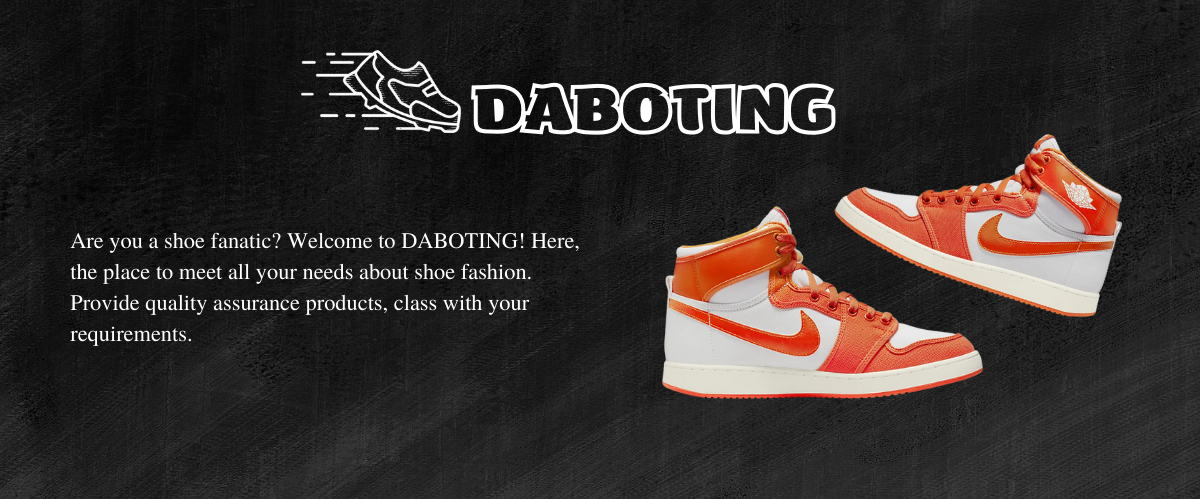 DABOTING
Are you a shoe fanatic? Welcome to DABOTING! Here,
the place to meet all your needs about shoe fashion.
Provide quality assurance products, class with your
requirements.